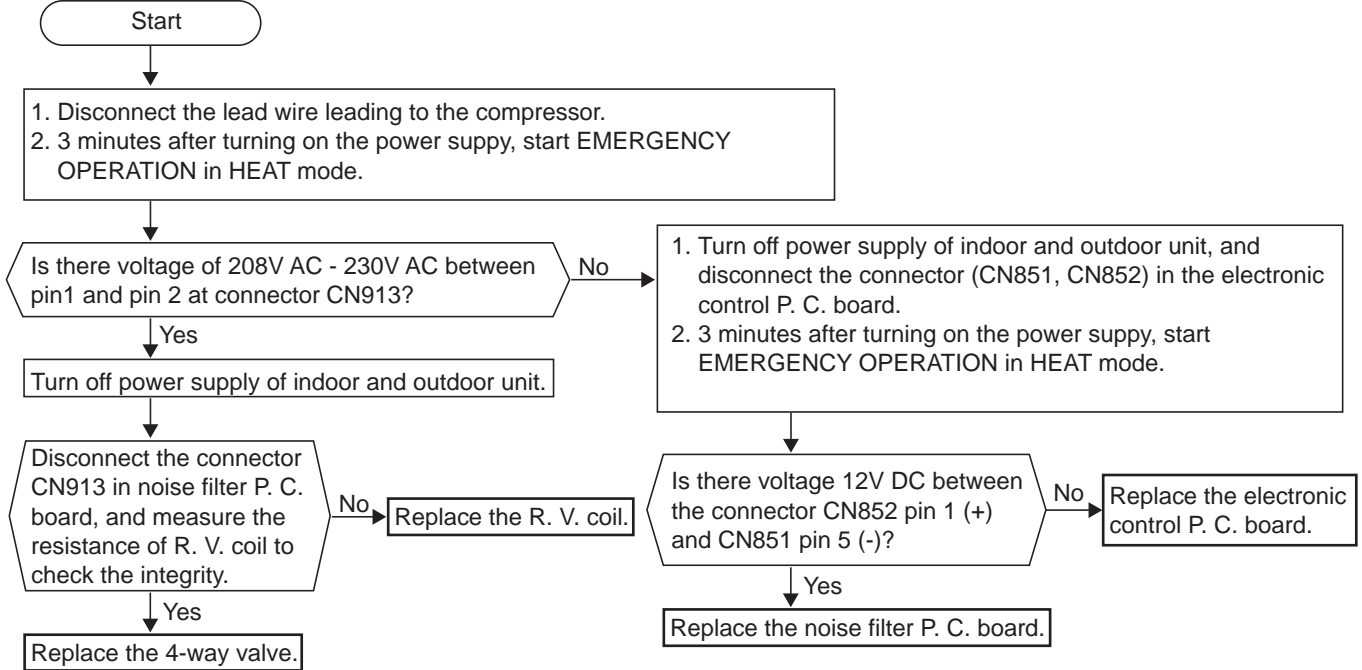 Start
1. Disconnect the lead wire leading to the compressor.
2. 3 minutes after turning on the power suppy, start EMERGENCY
OPERATION in HEAT mode.
Is there voltage of 208V AC - 230V AC between
pin1 and pin 2 at connector CN913?
No
Yes
Turn off power supply of indoor and outdoor unit.
Disconnect the connector
CN913 in noise filter P. C.
board, and measure the
resistance of R. V. coil to
check the integrity.
No
Replace the R. V. coil.
Yes
Replace the 4-way valve.
1. Turn off power supply of indoor and outdoor unit, and
disconnect the connector (CN851, CN852) in the electronic
control P. C. board.
2. 3 minutes after turning on the power suppy, start
EMERGENCY OPERATION in HEAT mode.
Is there voltage 12V DC between
the connector CN852 pin 1 (+)
and CN851 pin 5 (-)?
No
Replace the electronic
control P. C. board.
Yes
Replace the noise filter P. C. board.